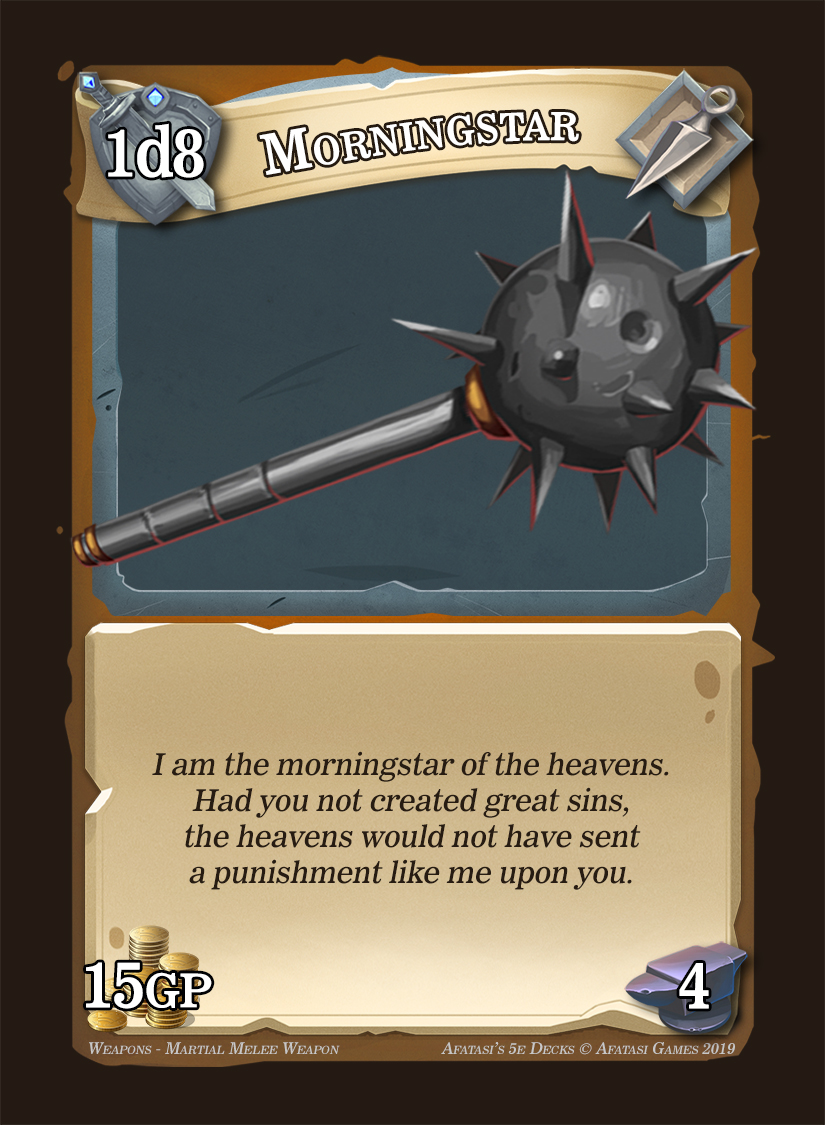 1d8
Morningstar
I am the morningstar of the heavens.
Had you not created great sins,
the heavens would not have sent
a punishment like me upon you.
15GP
4
Weapons - Martial Melee Weapon
Afatasi's 5e Decks © Afatasi Games 2019